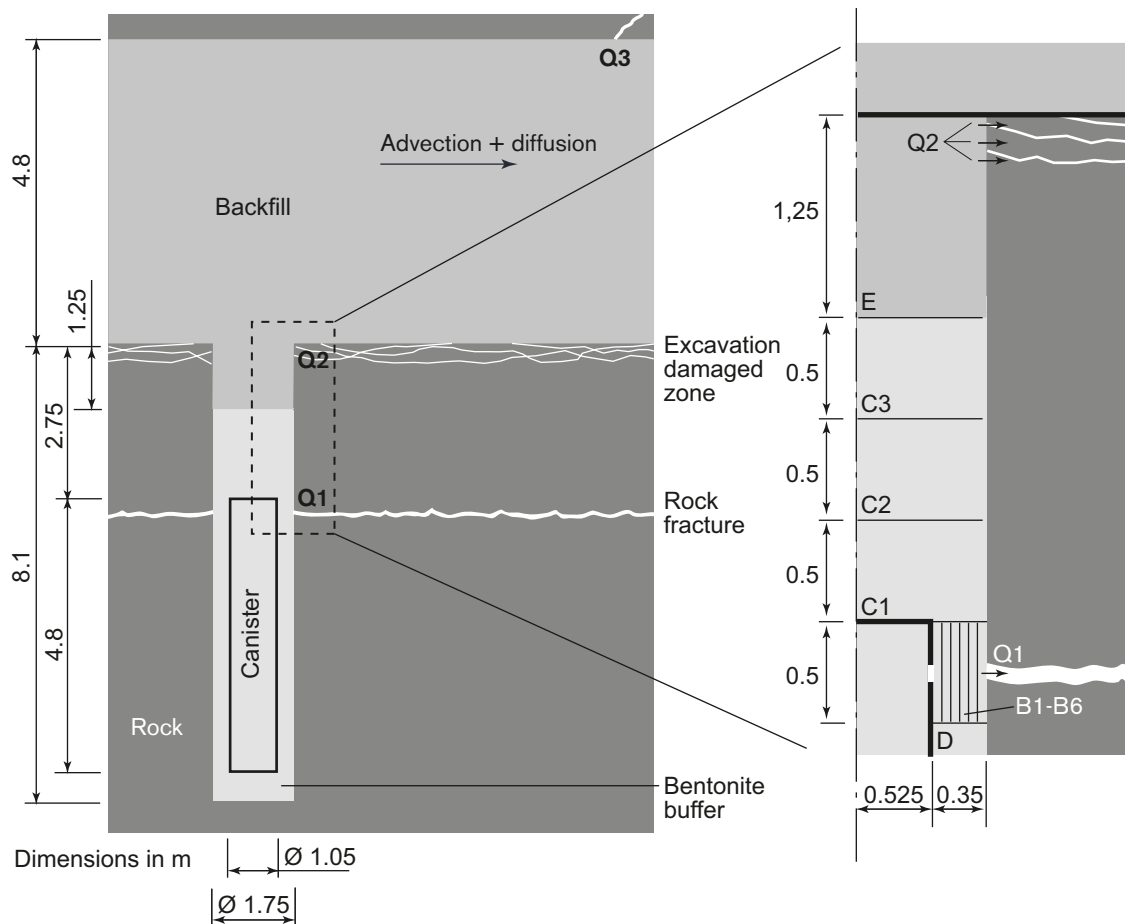 Q3
4.8
Advection + diffusion
Backfill
1.25
Q2
Excavation
damaged
zone
2.75
Q1
Rock
fracture
8.1
4.8
Canister
Rock
Bentonite
buffer
Dimensions in m
Ø 1.05
Ø 1.75
Q2
1,25
E
0.5
C3
0.5
C2
0.5
C1
0.5
Q1
B1-B6
D
0.525
0.35